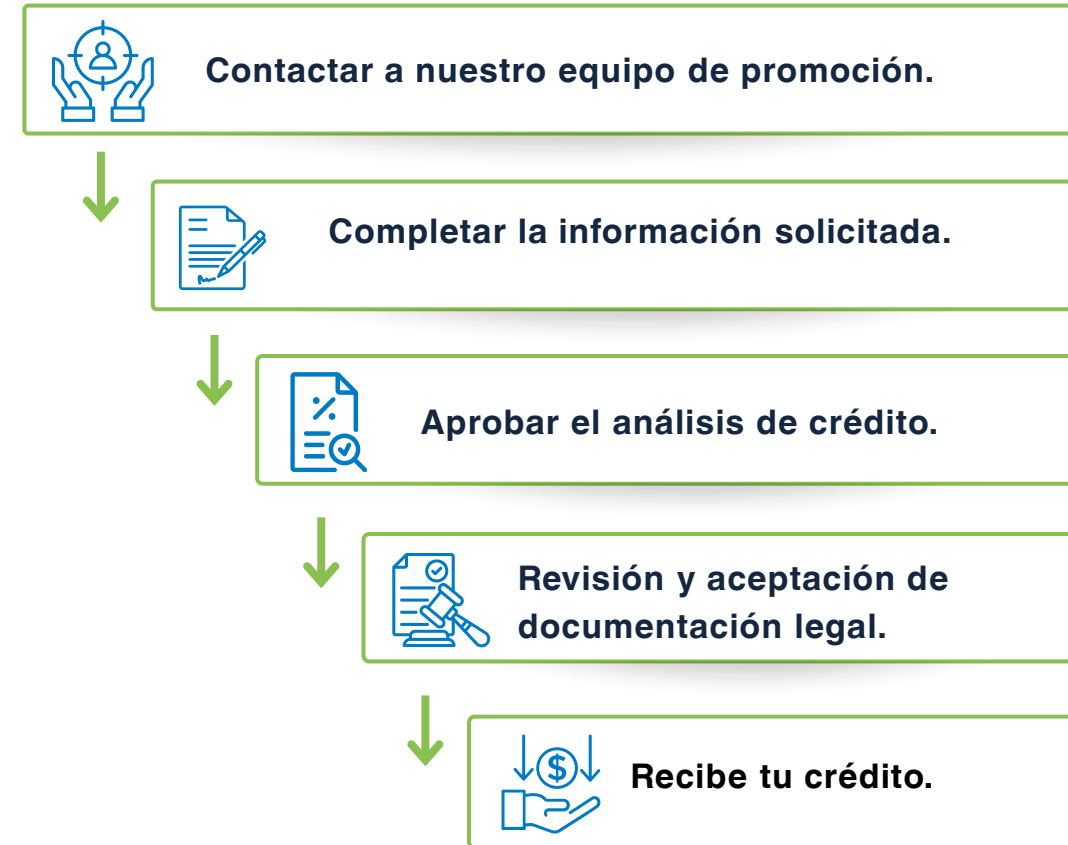 Contactar a nuestro equipo de promoción.
Completar la información solicitada.
Aprobar el análisis de crédito.
Revisión y aceptación de
documentación legal.
Recibe tu crédito.